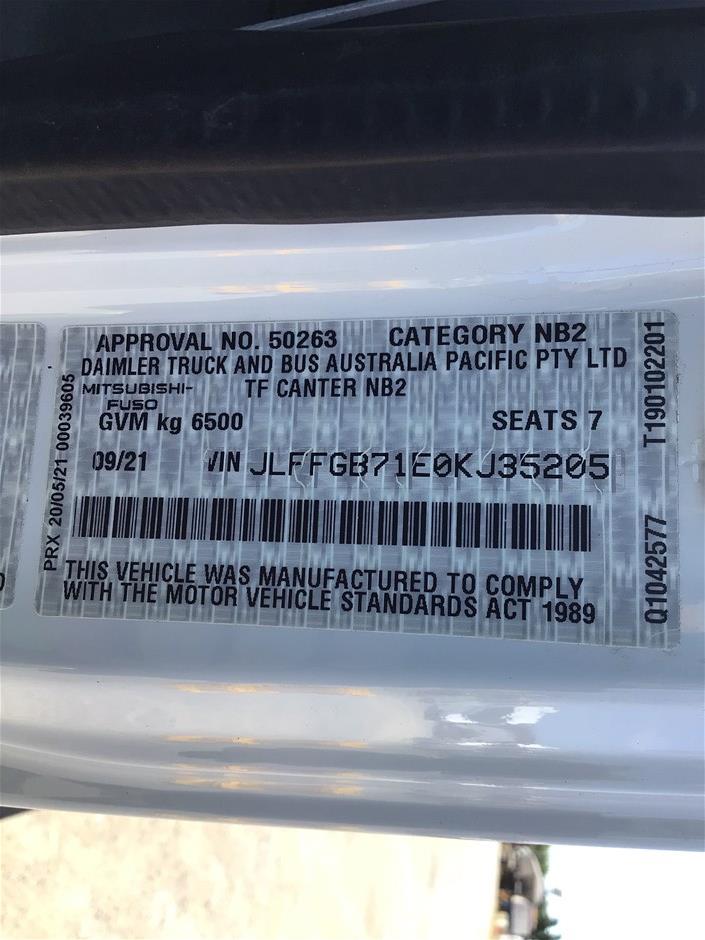 APPROVAL NO. 50263 CATEGORY NB2
DAIMLER TRUCK AND BUS AUSTRALIA PACIFIC PTY LTD
MITSUBISHI- TF CANTER NB2
FUSO
GVM kg 6500 SEATS 7
09/21 VIN JLFFGB71E0KJ35205
THIS VEHICLE WAS MANUFACTURED TO COMPLY
WITH THE MOTOR VEHICLE STANDARDS ACT 1989
PRX 20/05/21 00039605
Q1042577 T190102201